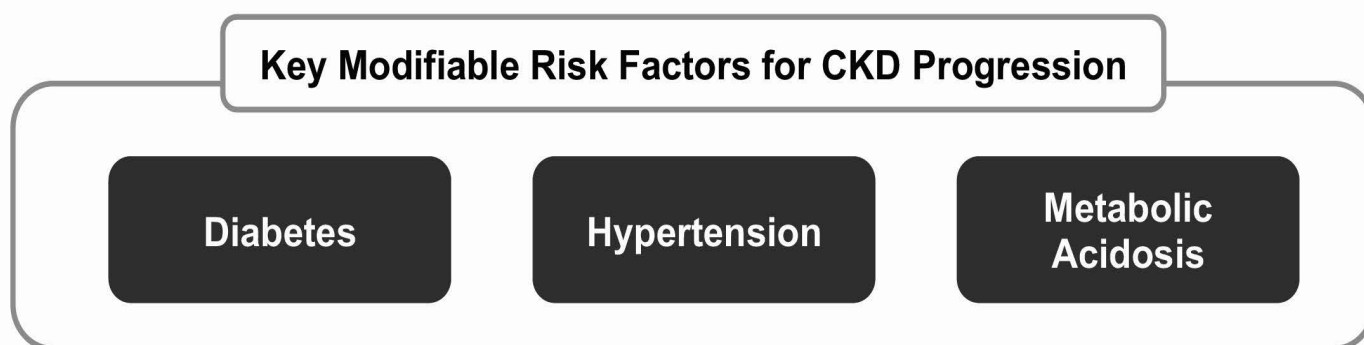 Key Modifiable Risk Factors for CKD Progression
Diabetes
Hypertension
Metabolic
Acidosis